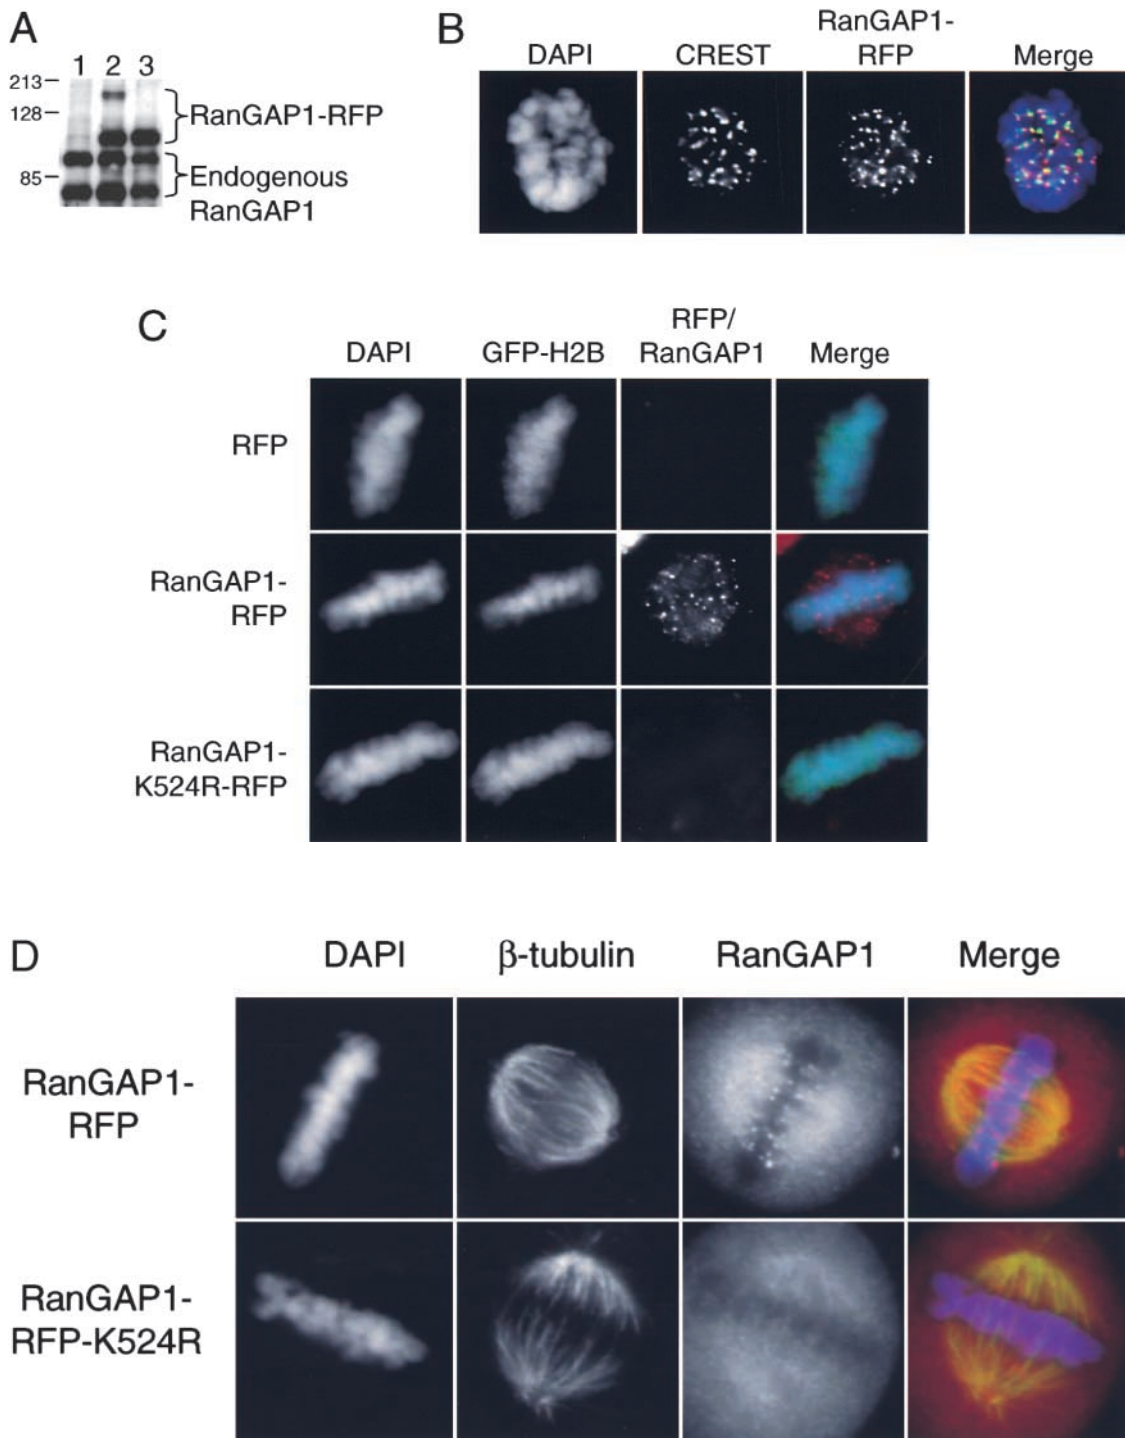 A
1 2 3
213
128
85
RanGAP1-RFP
Endogenous
RanGAP1
B
DAPI
CREST
RanGAP1-
RFP
Merge
C
DAPI
GFP-H2B
RFP/
RanGAP1
Merge
RFP
RanGAP1-
RFP
RanGAP1-
K524R-RFP
D
DAPI
β-tubulin
RanGAP1
Merge
RanGAP1-
RFP
RanGAP1-
RFP-K524R